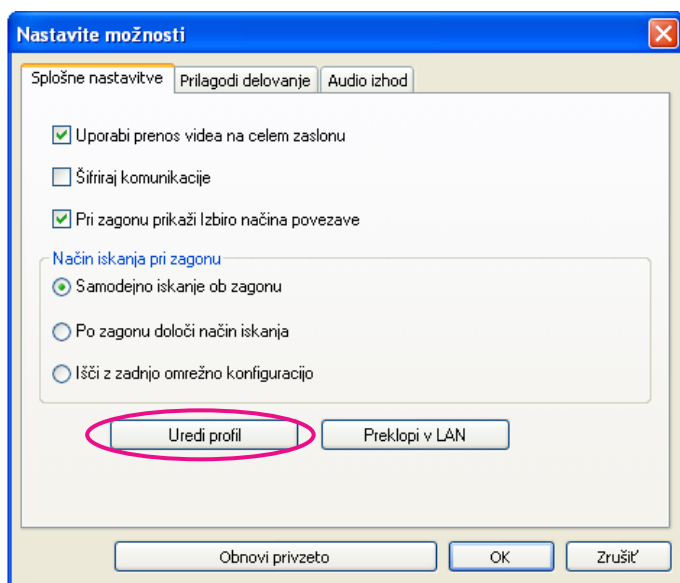 Nastavite možnosti
Splošne nastavitve Prilagodi delovanje Audio izhod
Uporabi prenos videa na celem zaslonu
Šifriraj komunikacije
Pri zagonu prikaži Izbiro načina povezave
Način iskanja pri zagonu
Samodejno iskanje ob zagonu
Po zagonu določi način iskanja
Išči z zadnjo omrežno konfiguracijo
Uredi profil Preklopi v LAN
Obnovi privzeto OK Zrušiť